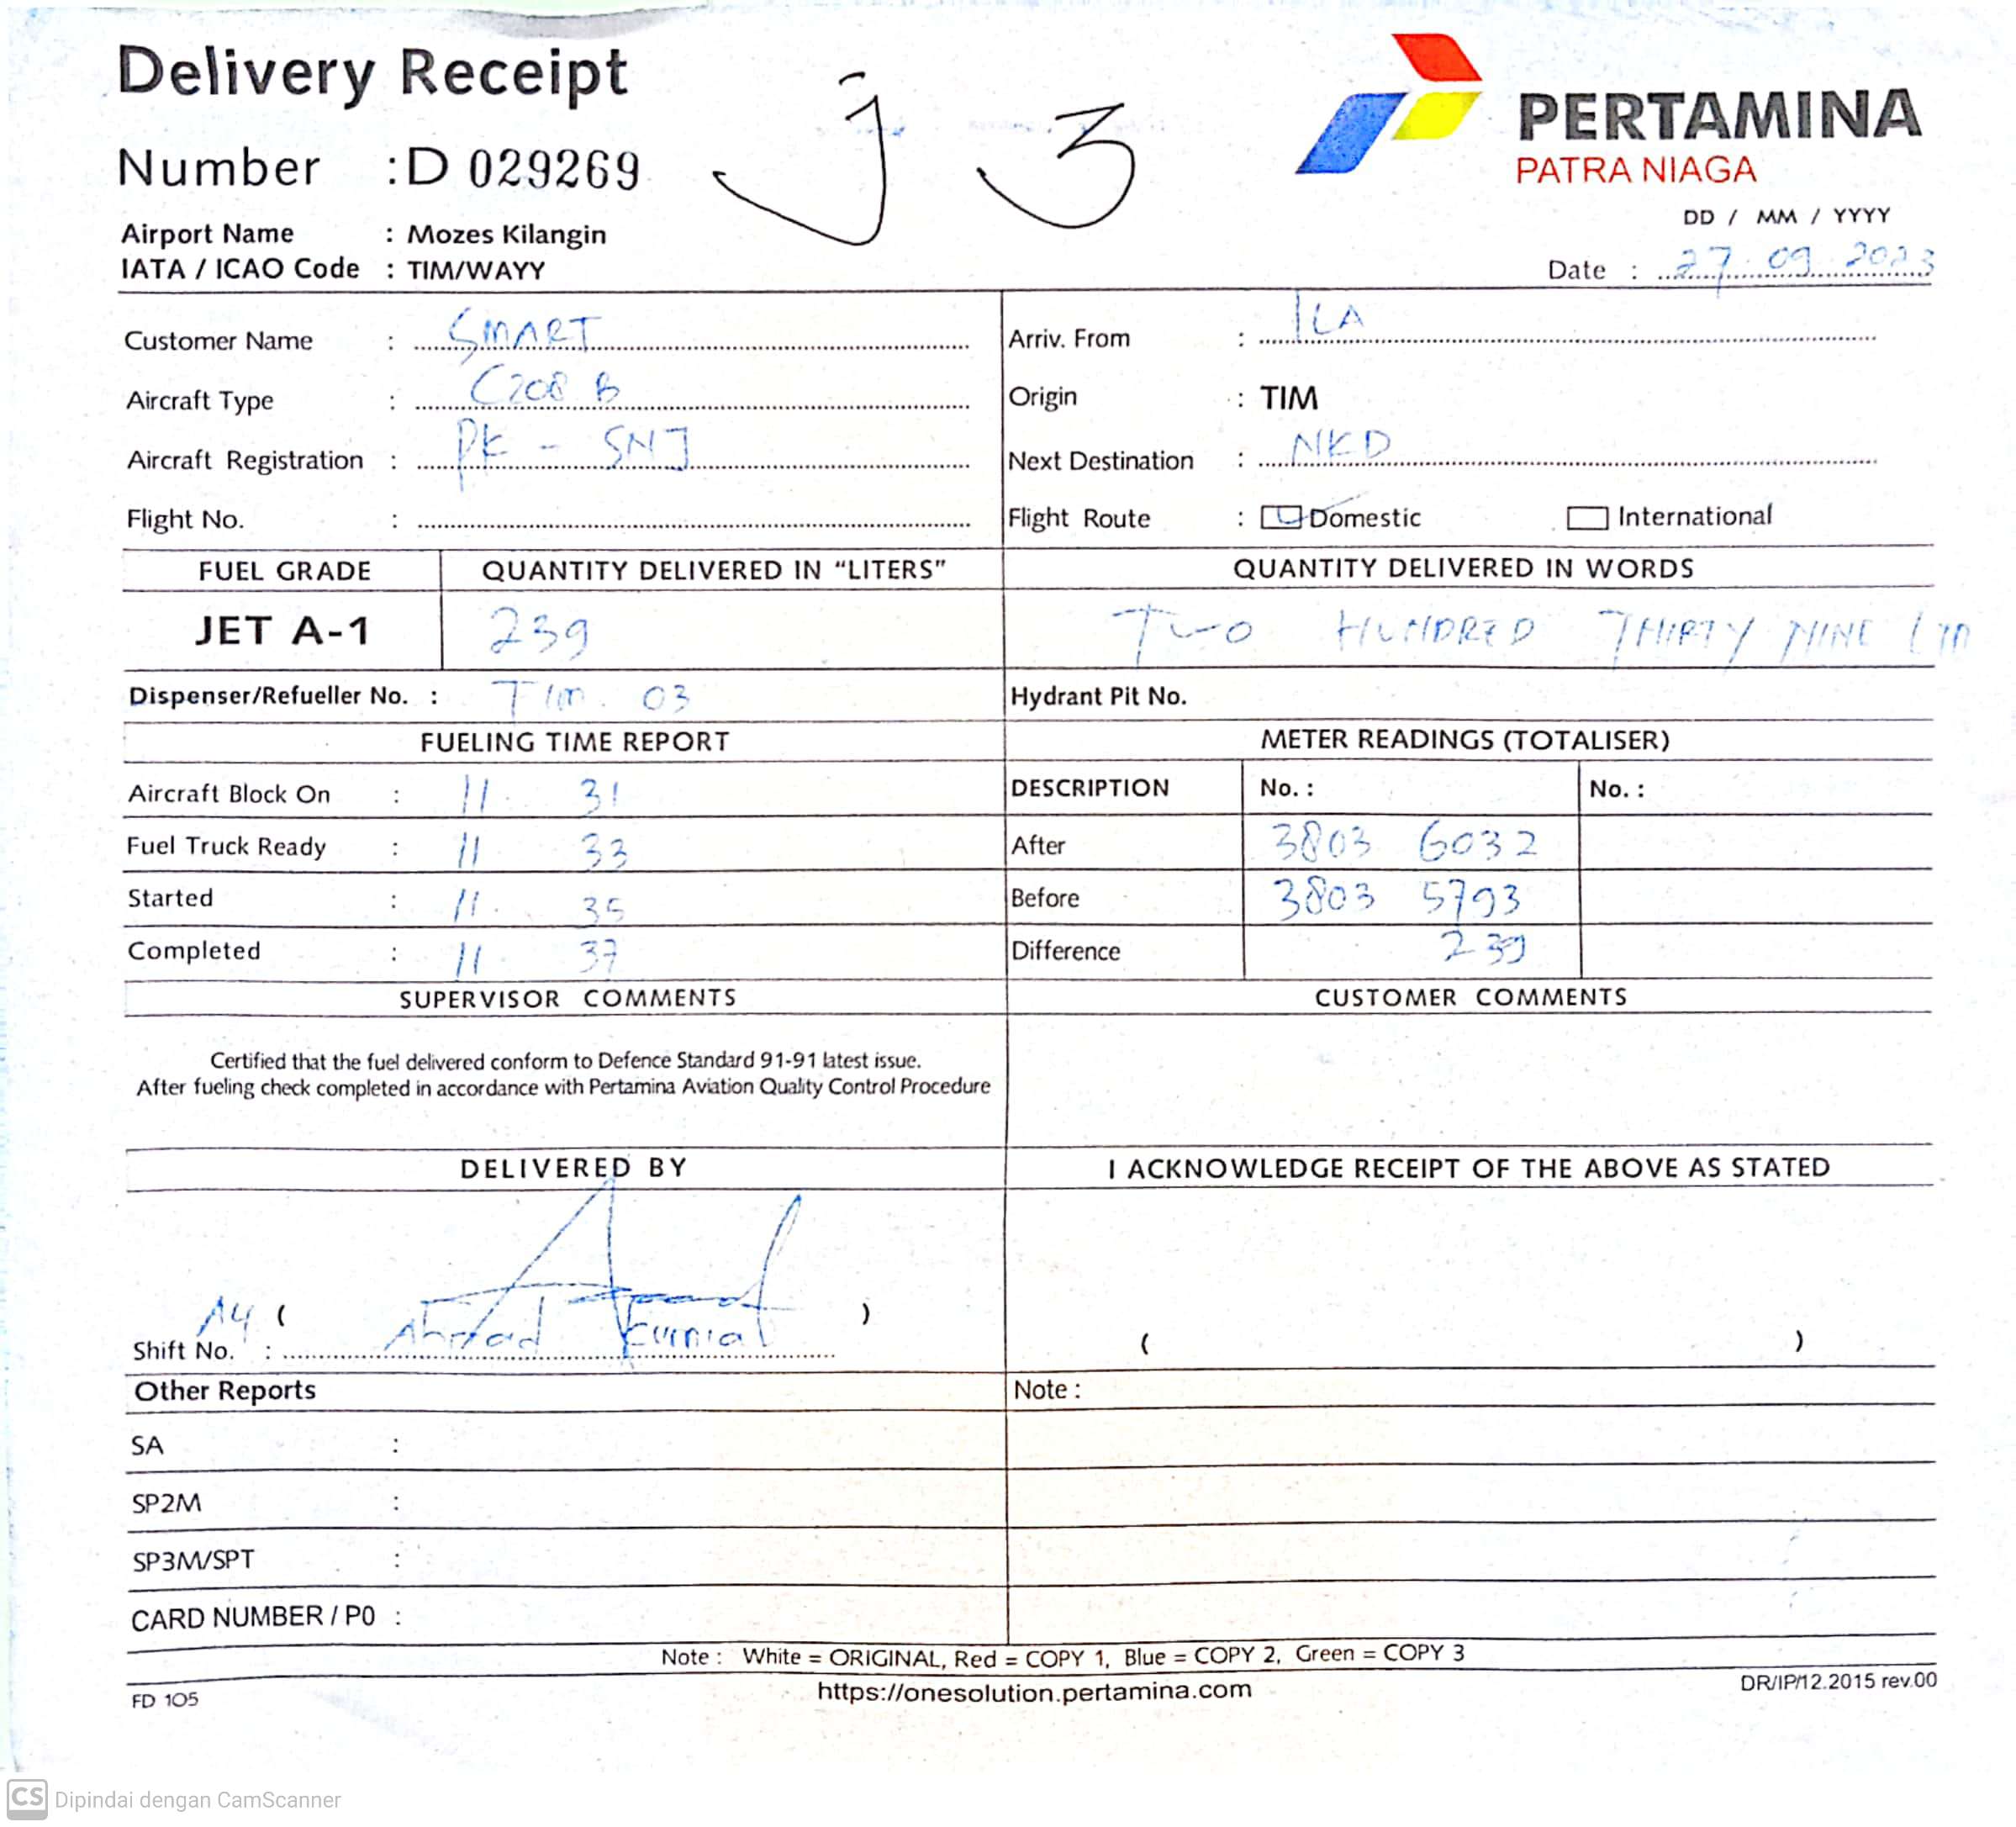 Delivery Receipt
J 3
PERTAMINA
PATRA NIAGA
Number : D 029269
Airport Name : Mozes Kilangin
IATA / ICAO Code : TIM/WAYY
DD / MM / YYYY
Date : 27.09.2023
Customer Name : SMART
Arriv. From : ILA
Aircraft Type : C208 B
Origin : TIM
Aircraft Registration : PK - SNJ
Next Destination : NKD
Flight No. :
Flight Route : Domestic International
FUEL GRADE QUANTITY DELIVERED IN "LITERS" QUANTITY DELIVERED IN WORDS
JET A-1 239 TWO HUNDRED THIRTY NINE
Dispenser/Refueller No. : TIM. 03 Hydrant Pit No.
FUELING TIME REPORT METER READINGS (TOTALISER)
Aircraft Block On : 11. 31 DESCRIPTION No. : No. :
Fuel Truck Ready : 11 33 After 3803 6032
Started : 11. 35 Before 3803 5793
Completed : 11. 37 Difference 239
SUPERVISOR COMMENTS CUSTOMER COMMENTS
Certified that the fuel delivered conform to Defence Standard 91-91 latest issue.
After fueling check completed in accordance with Pertamina Aviation Quality Control Procedure
DELIVERED BY I ACKNOWLEDGE RECEIPT OF THE ABOVE AS STATED
( Kurnia ) ( )
Shift No. :
Other Reports Note :
SA :
SP2M :
SP3M/SPT :
CARD NUMBER / PO :
Note : White = ORIGINAL, Red = COPY 1, Blue = COPY 2, Green = COPY 3
FD 105 https://onesolution.pertamina.com DR/IP/12.2015 rev.00
CS Dipindai dengan CamScanner